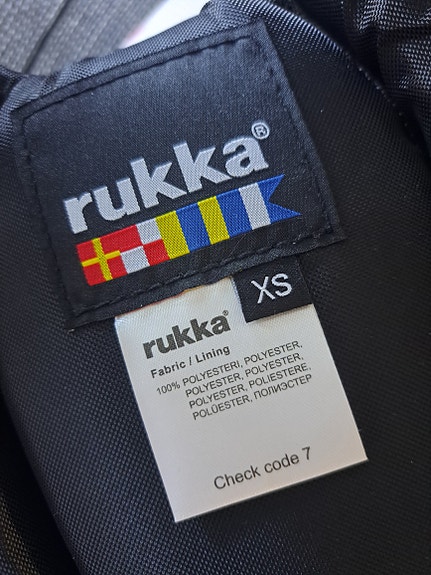 rukka®
XS
rukka®
Fabric / Lining
100% POLYESTERI, POLYESTER,
POLYESTER, POLYESTER,
POLYESTER, POLIESTERE,
POLÜESTER, ПОЛИЭСТЕР
Check code 7